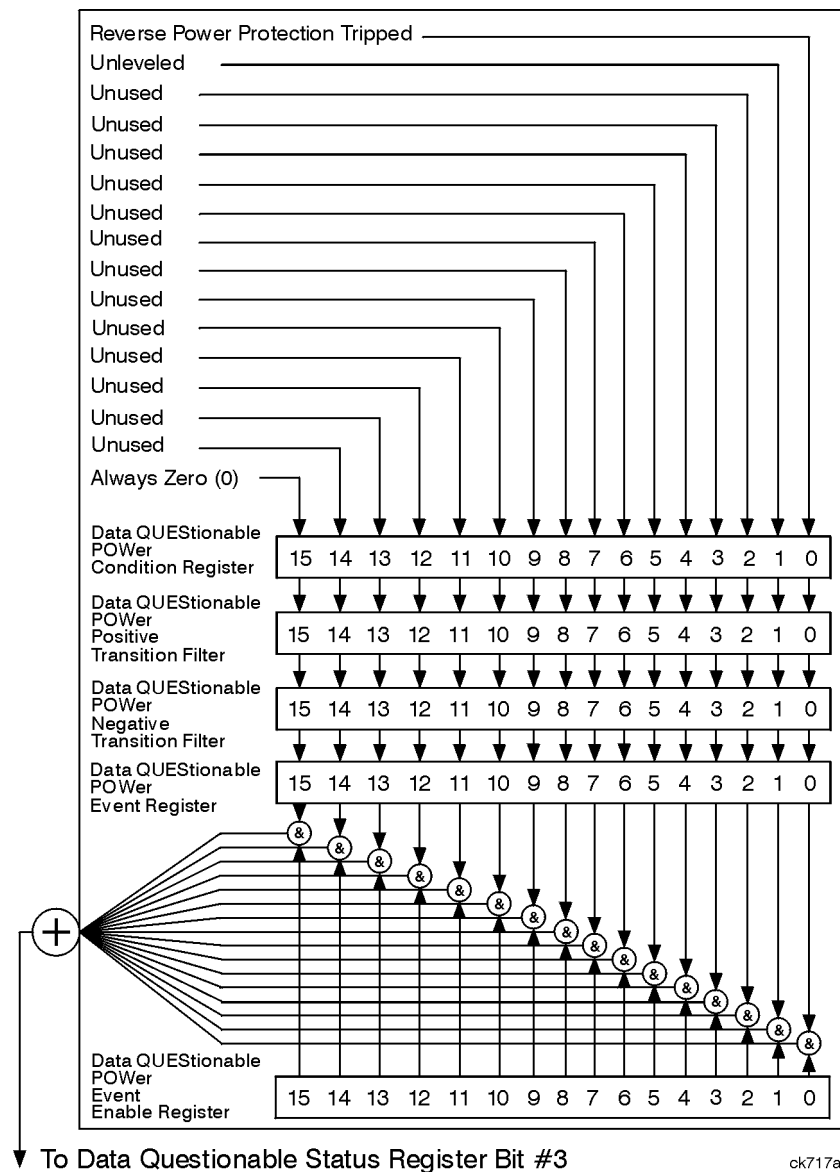 Reverse Power Protection Tripped
Unleveled
Unused
Unused
Unused
Unused
Unused
Unused
Unused
Unused
Unused
Unused
Unused
Unused
Unused
Always Zero (0)
Data QUEStionable
POWer
Condition Register
15 14 13 12 11 10 9 8 7 6 5 4 3 2 1 0
Data QUEStionable
POWer
Positive
Transition Filter
15 14 13 12 11 10 9 8 7 6 5 4 3 2 1 0
Data QUEStionable
POWer
Negative
Transition Filter
15 14 13 12 11 10 9 8 7 6 5 4 3 2 1 0
Data QUEStionable
POWer
Event Register
15 14 13 12 11 10 9 8 7 6 5 4 3 2 1 0
& & & & & & & & & & & & & & & &
+
Data QUEStionable
POWer
Event
Enable Register
15 14 13 12 11 10 9 8 7 6 5 4 3 2 1 0
To Data Questionable Status Register Bit #3
ck717a